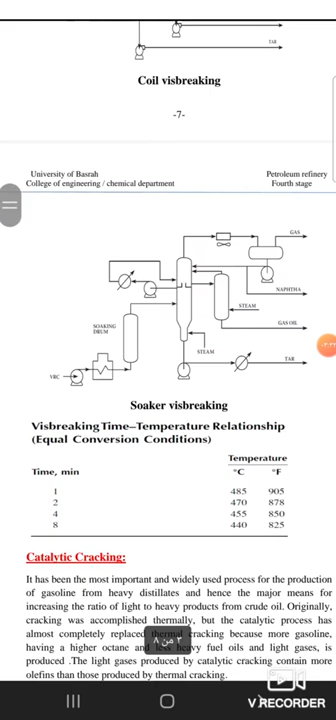 TAR
Coil visbreaking
-7-
University of Basrah
Petroleum refinery
College of engineering / chemical department
Fourth stage
GAS
NAPHTHA
STEAM
SOAKING
DRUM
GAS OIL
STEAM
TAR
VRC
Soaker visbreaking
Visbreaking Time–Temperature Relationship
(Equal Conversion Conditions)
Temperature
Time, min °C °F
1 485 905
2 470 878
4 455 850
8 440 825
Catalytic Cracking:
It has been the most important and widely used process for the production
of gasoline from heavy distillates and hence the major means for
increasing the ratio of light to heavy products from crude oil. Originally,
cracking was accomplished thermally, but the catalytic process has
almost completely replaced thermal cracking because more gasoline,
having a higher octane and less heavy fuel oils and light gases, is
produced .The light gases produced by catalytic cracking contain more
olefins than those produced by thermal cracking.
٣ من ٨
V RECORDER